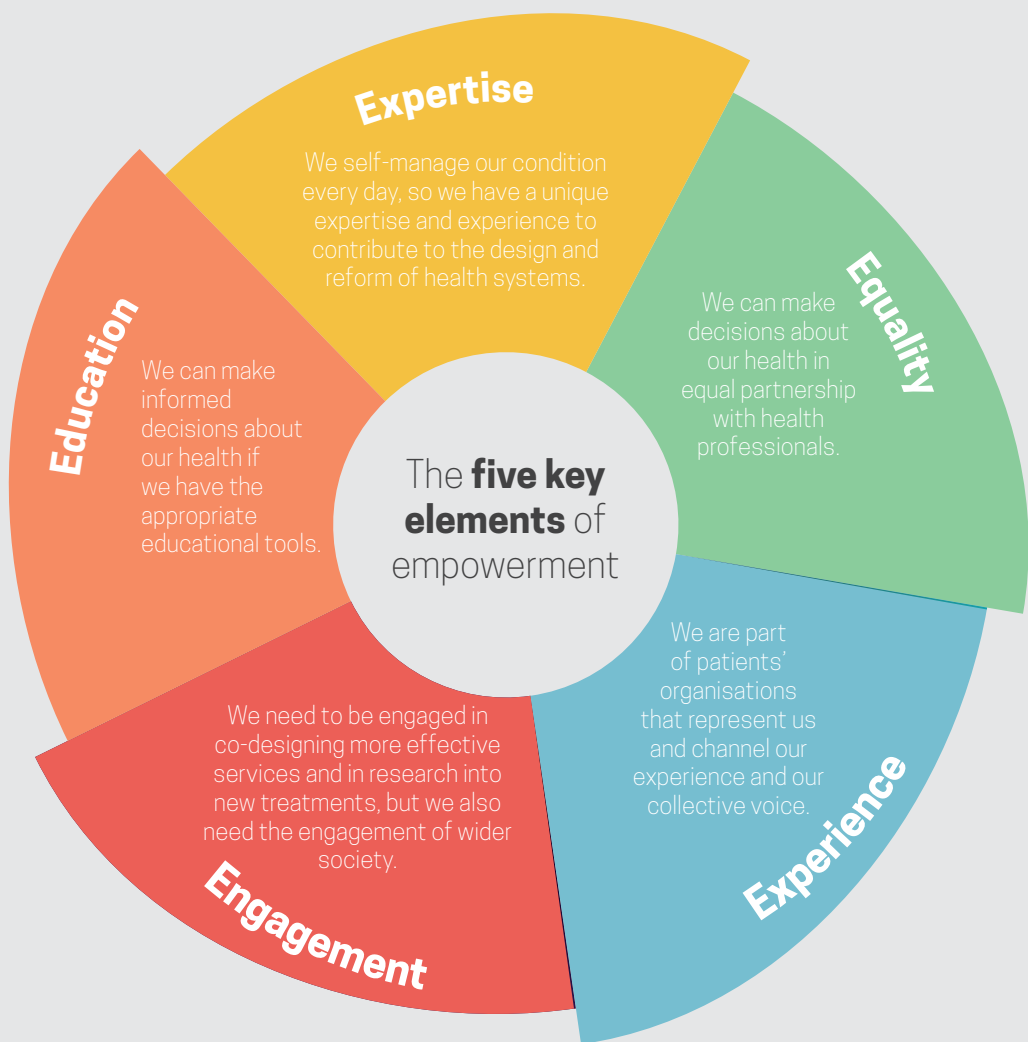 The five key
elements of
empowerment
Expertise
We self-manage our condition
every day, so we have a unique
expertise and experience to
contribute to the design and
reform of health systems.
Equality
We can make
decisions about
our health in
equal partnership
with health
professionals.
Experience
We are part
of patients’
organisations
that represent us
and channel our
experience and our
collective voice.
Engagement
We need to be engaged in
co-designing more effective
services and in research into
new treatments, but we also
need the engagement of wider
society.
Education
We can make
informed
decisions about
our health if
we have the
appropriate
educational tools.